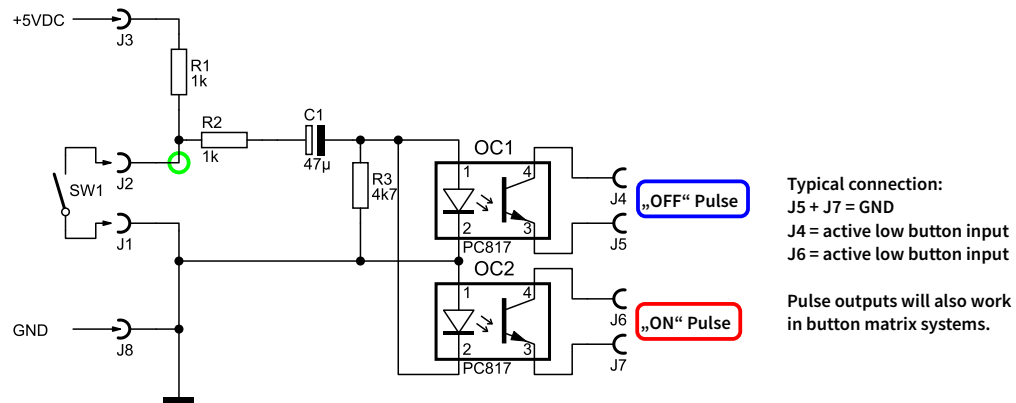 +5VDC
J3
R1
1k
R2
1k
C1
47µ
R3
4k7
SW1
J2
J1
GND
J8
OC1
1
4
2
3
PC817
J4
J5
„OFF“ Pulse
OC2
1
4
2
3
PC817
J6
J7
„ON“ Pulse
Typical connection:
J5 + J7 = GND
J4 = active low button input
J6 = active low button input
Pulse outputs will also work
in button matrix systems.